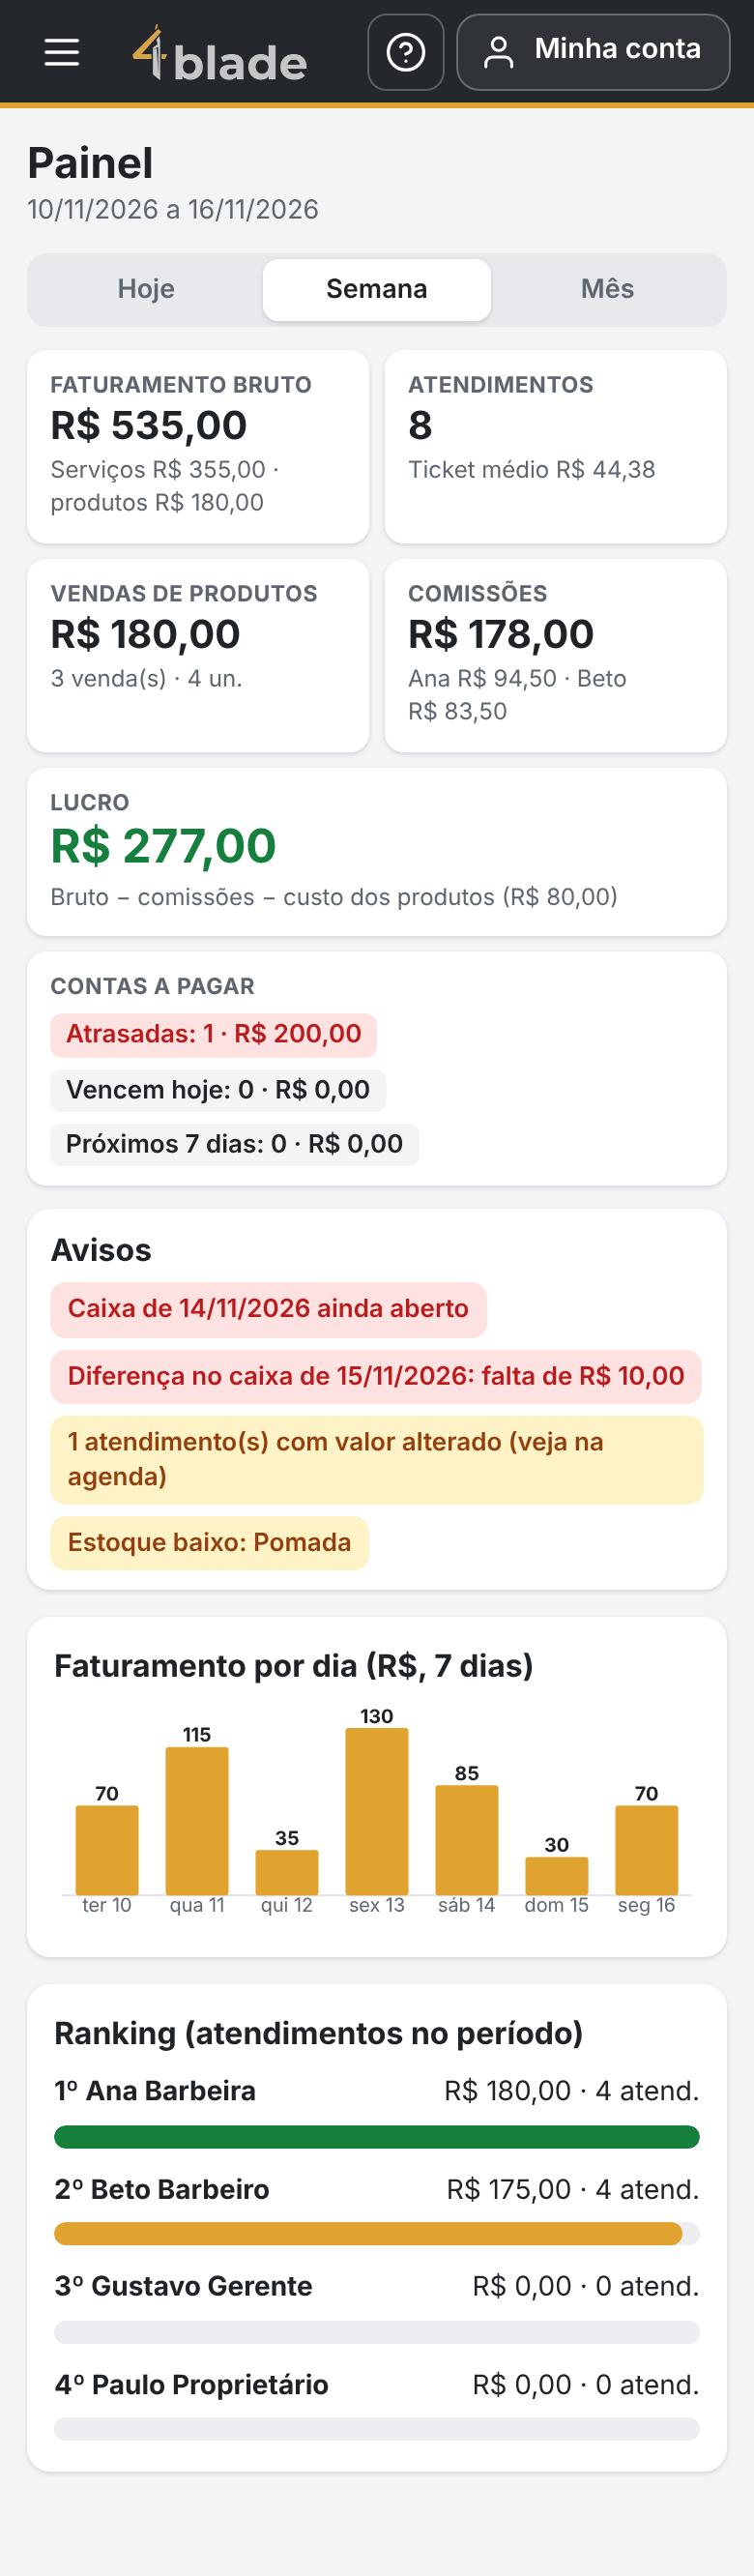 4blade
Minha conta
Painel
10/11/2026 a 16/11/2026
Hoje
Semana
Mês
FATURAMENTO BRUTO
R$ 535,00
Serviços R$ 355,00 ·
produtos R$ 180,00
ATENDIMENTOS
8
Ticket médio R$ 44,38
VENDAS DE PRODUTOS
R$ 180,00
3 venda(s) · 4 un.
COMISSÕES
R$ 178,00
Ana R$ 94,50 · Beto
R$ 83,50
LUCRO
R$ 277,00
Bruto − comissões − custo dos produtos (R$ 80,00)
CONTAS A PAGAR
Atrasadas: 1 · R$ 200,00
Vencem hoje: 0 · R$ 0,00
Próximos 7 dias: 0 · R$ 0,00
Avisos
Caixa de 14/11/2026 ainda aberto
Diferença no caixa de 15/11/2026: falta de R$ 10,00
1 atendimento(s) com valor alterado (veja na
agenda)
Estoque baixo: Pomada
Faturamento por dia (R$, 7 dias)
70
115
35
130
85
30
70
ter 10
qua 11
qui 12
sex 13
sáb 14
dom 15
seg 16
Ranking (atendimentos no período)
1º Ana Barbeira
R$ 180,00 · 4 atend.
2º Beto Barbeiro
R$ 175,00 · 4 atend.
3º Gustavo Gerente
R$ 0,00 · 0 atend.
4º Paulo Proprietário
R$ 0,00 · 0 atend.